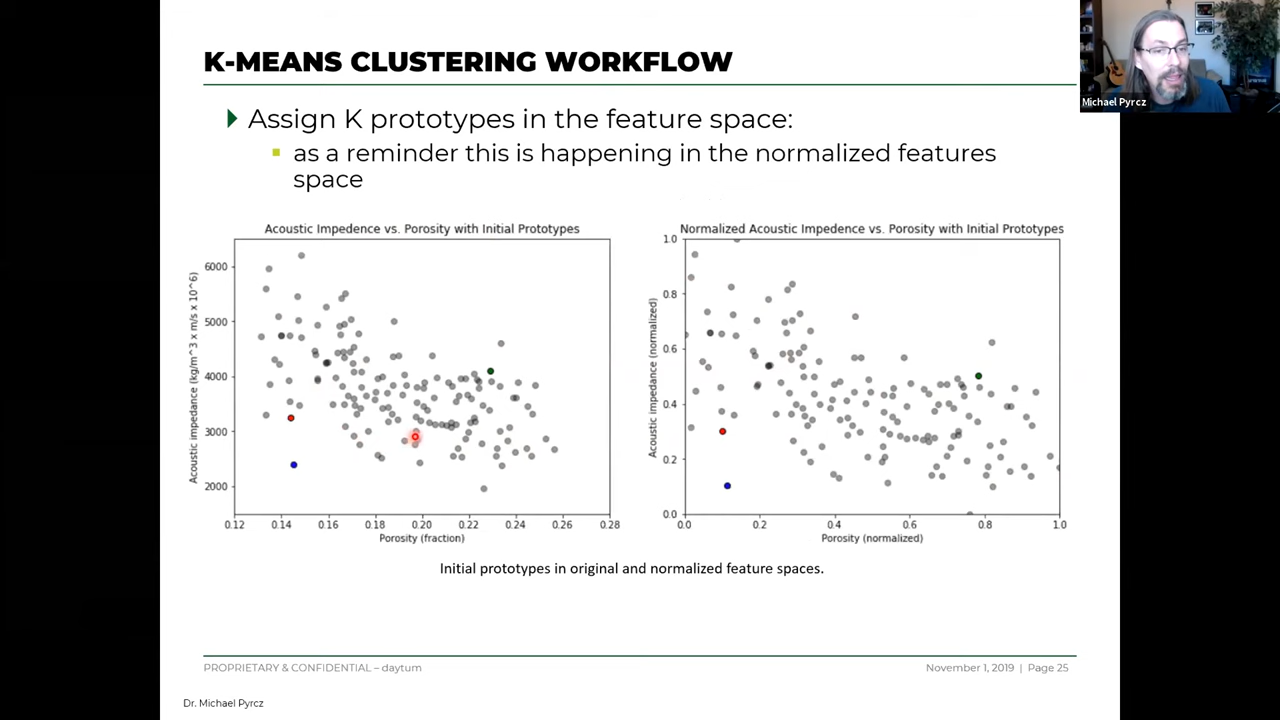 K-MEANS CLUSTERING WORKFLOW
Michael Pyrcz
Assign K prototypes in the feature space:
as a reminder this is happening in the normalized features
space
Acoustic Impedence vs. Porosity with Initial Prototypes
Acoustic impedance (kg/m^3 x m/s x 10^6)
6000
5000
4000
3000
2000
0.12 0.14 0.16 0.18 0.20 0.22 0.24 0.26 0.28
Porosity (fraction)
Normalized Acoustic Impedence vs. Porosity with Initial Prototypes
Acoustic impedance (normalized)
1.0
0.8
0.6
0.4
0.2
0.0
0.0 0.2 0.4 0.6 0.8 1.0
Porosity (normalized)
Initial prototypes in original and normalized feature spaces.
PROPRIETARY & CONFIDENTIAL – daytum
November 1, 2019 | Page 25
Dr. Michael Pyrcz